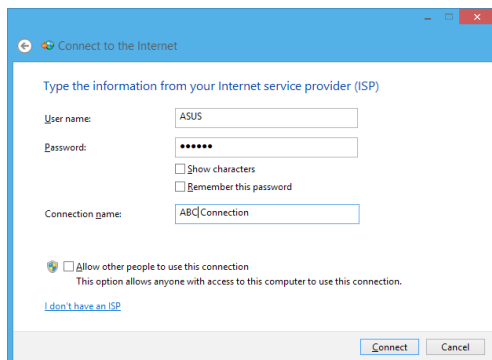 Connect to the Internet
Type the information from your Internet service provider (ISP)
User name: ASUS
Password: ••••••
Show characters
Remember this password
Connection name: ABC Connection
Allow other people to use this connection
This option allows anyone with access to this computer to use this connection.
I don't have an ISP
Connect Cancel